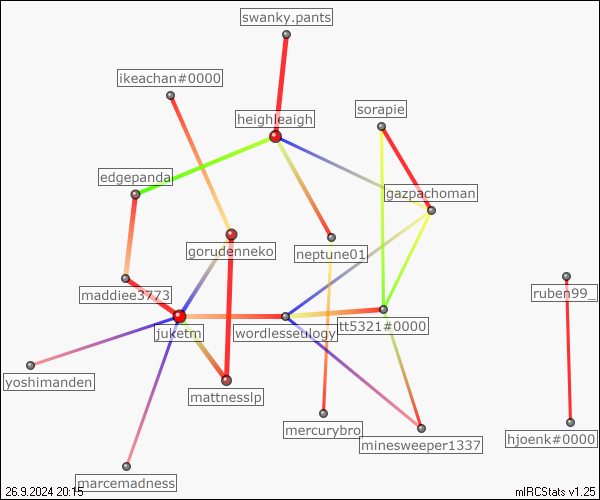 swanky.pants
ikeachan#0000
sorapie
heighleaigh
edgepanda
gazpachoman
gorudenneko
neptune01
maddiee3773
ruben99_
juketm
wordlesseulogy
tt5321#0000
yoshimanden
mattnesslp
mercurybro
minesweeper1337
hjoenk#0000
marcemadness
26.9.2024 20:15
mIRCStats v1.25